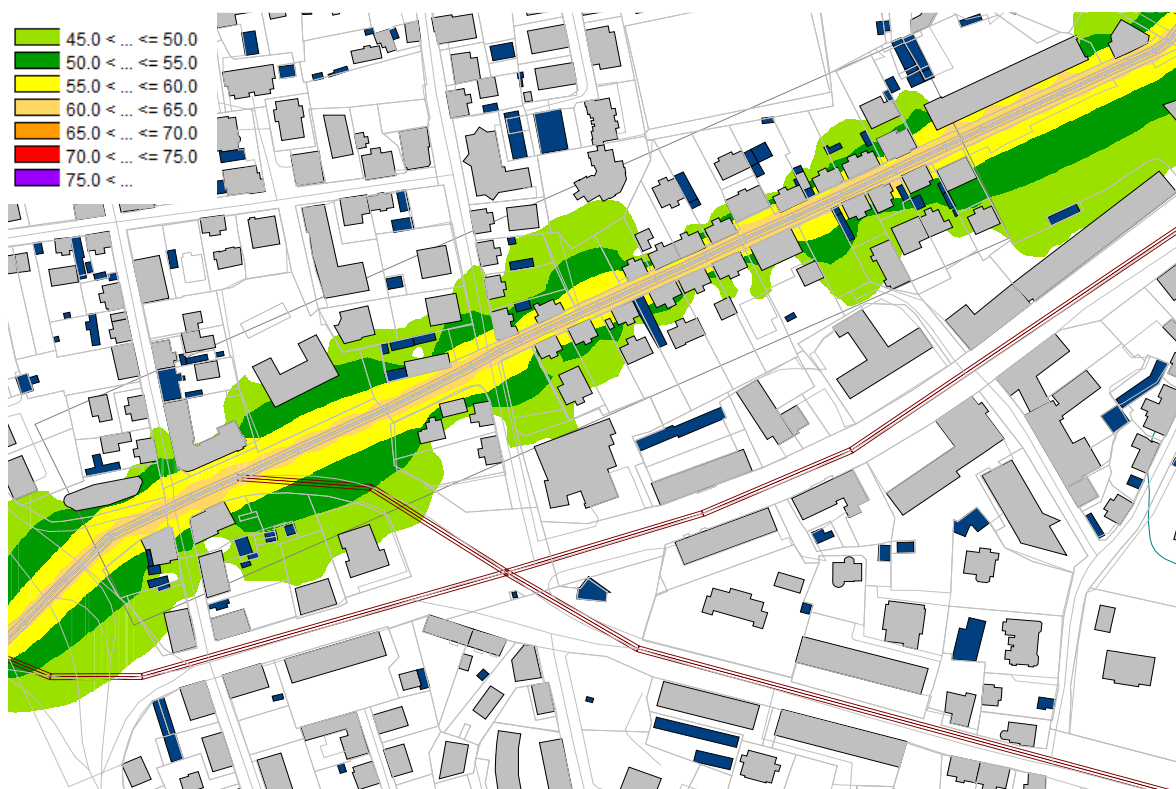 45.0 < ... <= 50.0
50.0 < ... <= 55.0
55.0 < ... <= 60.0
60.0 < ... <= 65.0
65.0 < ... <= 70.0
70.0 < ... <= 75.0
75.0 < ...